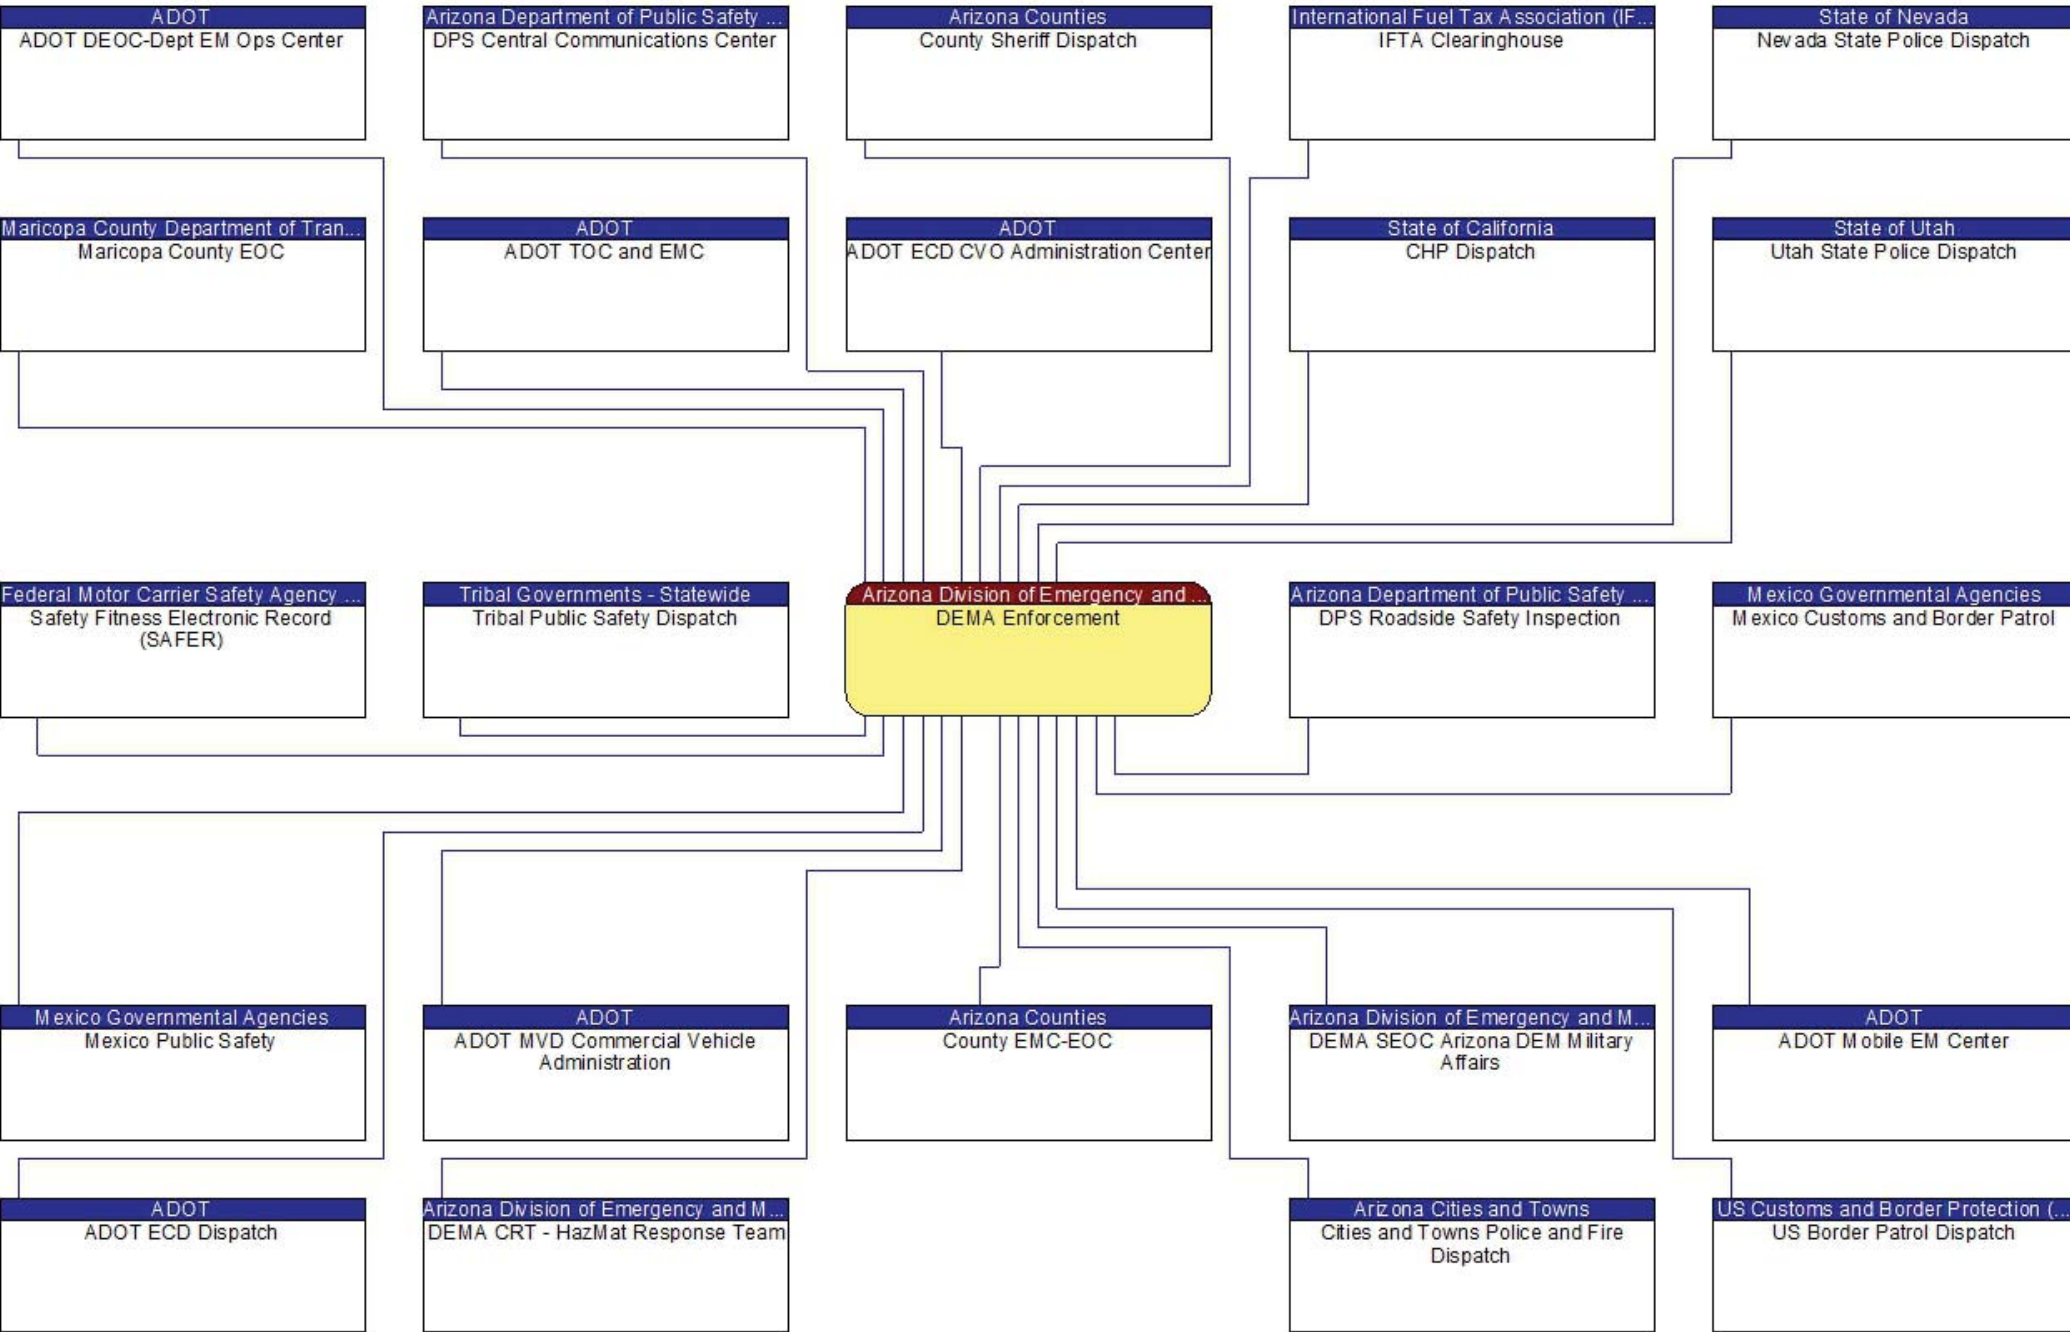 ADOT
ADOT DEOC-Dept EM Ops Center
Arizona Department of Public Safety ...
DPS Central Communications Center
Arizona Counties
County Sheriff Dispatch
International Fuel Tax Association (IF...
IFTA Clearinghouse
State of Nevada
Nevada State Police Dispatch
Maricopa County Department of Tran...
Maricopa County EOC
ADOT
ADOT TOC and EMC
ADOT
ADOT ECD CVO Administration Center
State of California
CHP Dispatch
State of Utah
Utah State Police Dispatch
Federal Motor Carrier Safety Agency ...
Safety Fitness Electronic Record
(SAFER)
Tribal Governments - Statewide
Tribal Public Safety Dispatch
Arizona Division of Emergency and ...
DEMA Enforcement
Arizona Department of Public Safety ...
DPS Roadside Safety Inspection
Mexico Governmental Agencies
Mexico Customs and Border Patrol
Mexico Governmental Agencies
Mexico Public Safety
ADOT
ADOT MVD Commercial Vehicle
Administration
Arizona Counties
County EMC-EOC
Arizona Division of Emergency and M...
DEMA SEOC Arizona DEM Military
Affairs
ADOT
ADOT Mobile EM Center
ADOT
ADOT ECD Dispatch
Arizona Division of Emergency and M...
DEMA CRT - HazMat Response Team
Arizona Cities and Towns
Cities and Towns Police and Fire
Dispatch
US Customs and Border Protection (...
US Border Patrol Dispatch